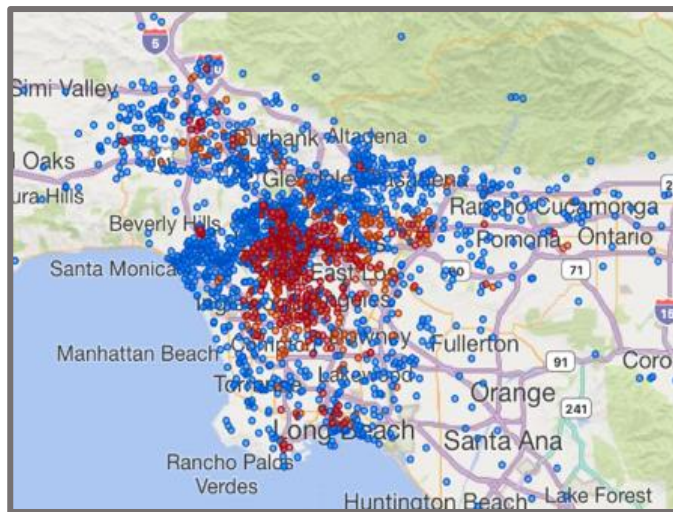 5
Simi Valley
Burbank
Altadena
Oaks
ura Hills
Glendale
Pasadena
Beverly Hills
Rancho Cucamonga
Pomona
Ontario
Santa Monica
East Los
Angeles
60
71
15
Manhattan Beach
Compton
Downey
Fullerton
91
Coro
Torrance
Lakewood
Orange
241
Long Beach
Santa Ana
Rancho Palos
Verdes
Huntington Beach
Lake Forest